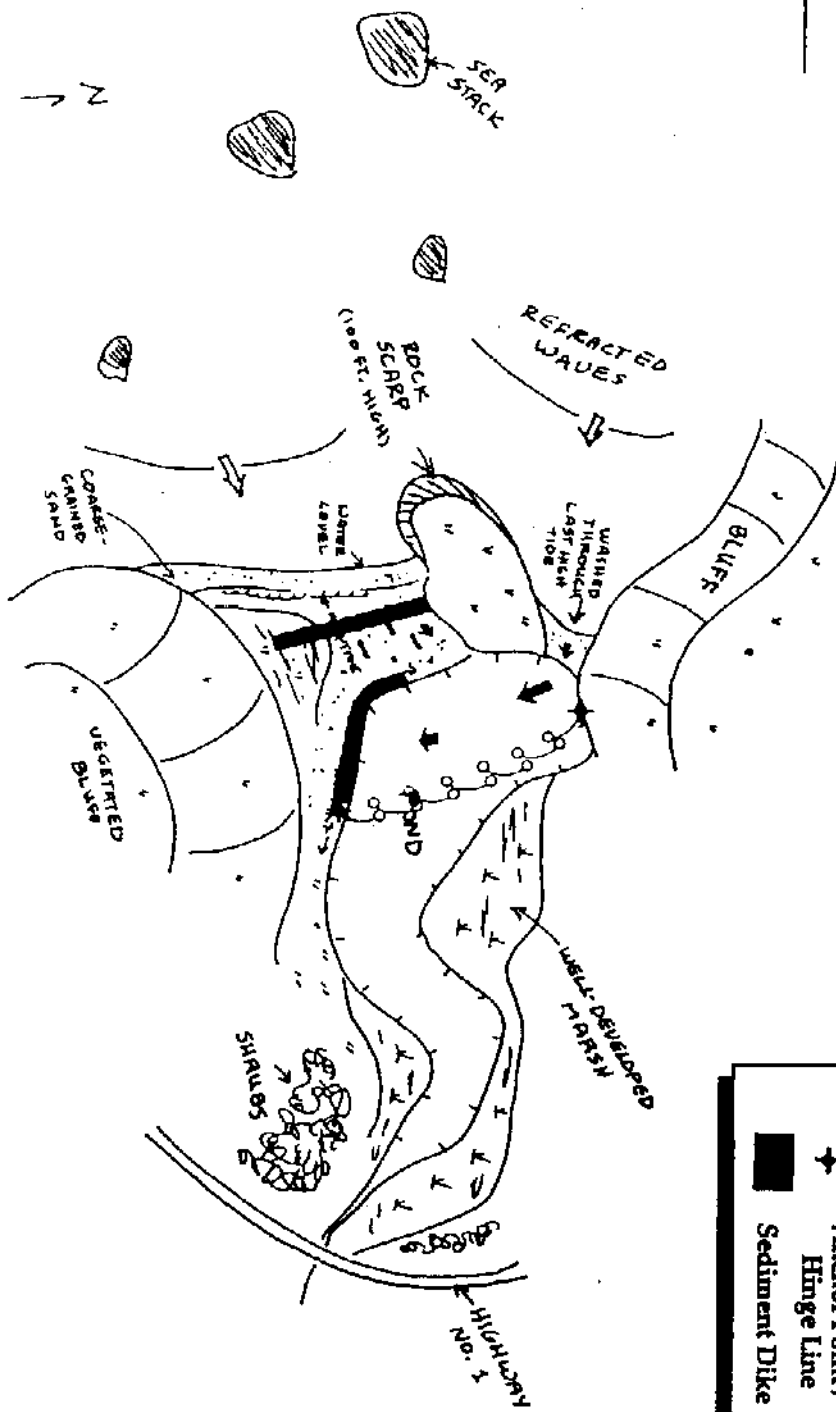 N
SEA
STACK
REFRACTED
WAVES
ROCK
SCARP
(100 FT. HIGH)
WASHED
THROUGH
LAST HIGH
TIDE
BLUFF
COARSE-
GRAINED
SAND
WATER
LEVEL
VEGETATED
BLUFF
POND
WELL-DEVELOPED
MARSH
SHRUBS
HIGHWAY
NO. 1
Hinge Line
Sediment Dike